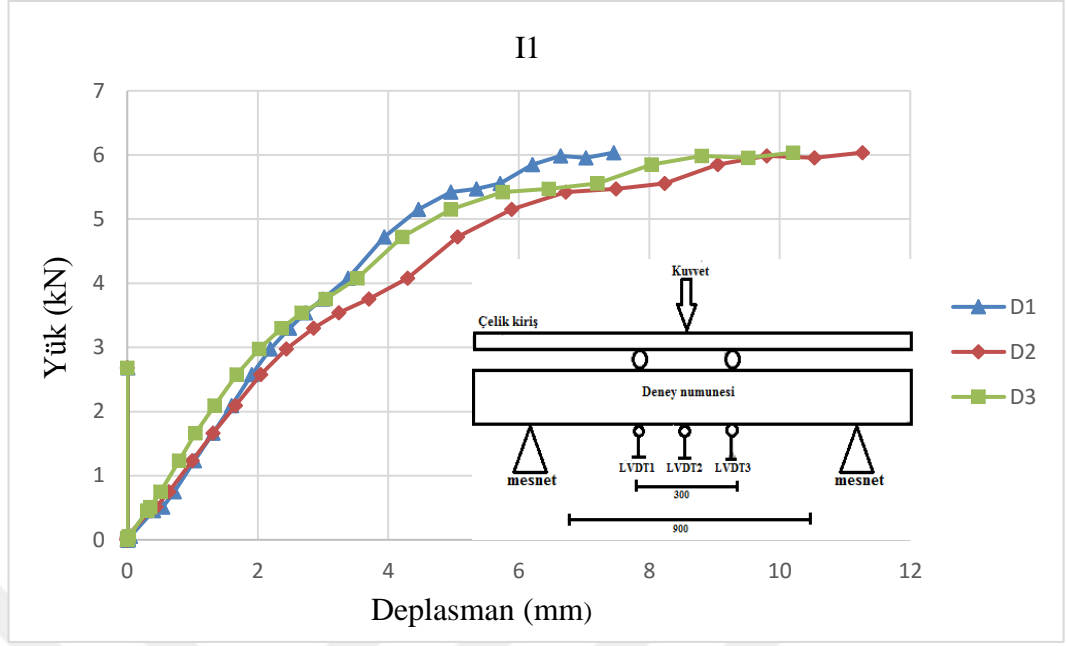 I1
7
6
5
4
3
2
1
0
Yük (kN)
0 2 4 6 8 10 12
Deplasman (mm)
Kuvvet
Çelik kiriş
Deney numunesi
LVDT1 LVDT2 LVDT3
mesnet mesnet
300
900
D1
D2
D3